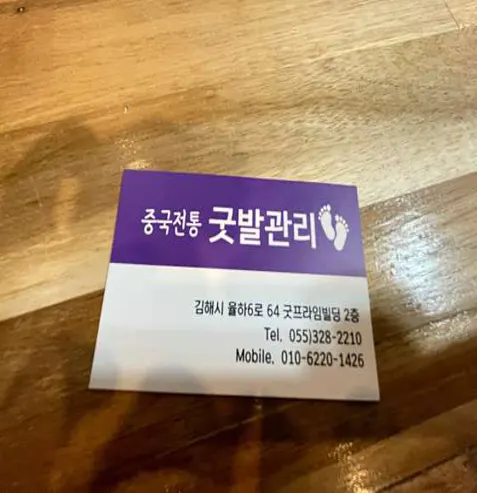 중국전통 굿발관리
김해시 율하6로 64 굿프라임빌딩 2층
Tel. 055)328-2210
Mobile. 010-6220-1426